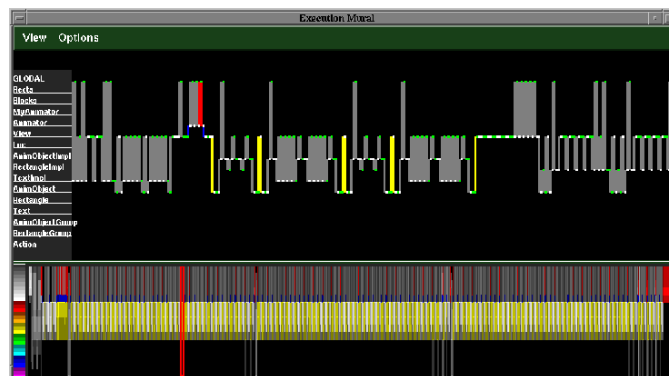 Execution Mural
View Options
GLOBAL
Rects
Blocks
MyAnimator
Animator
View
Loc
AnimObjectImpl
RectangleImpl
TextImpl
AnimObject
Rectangle
Text
AnimObjectGroup
RectangleGroup
Action